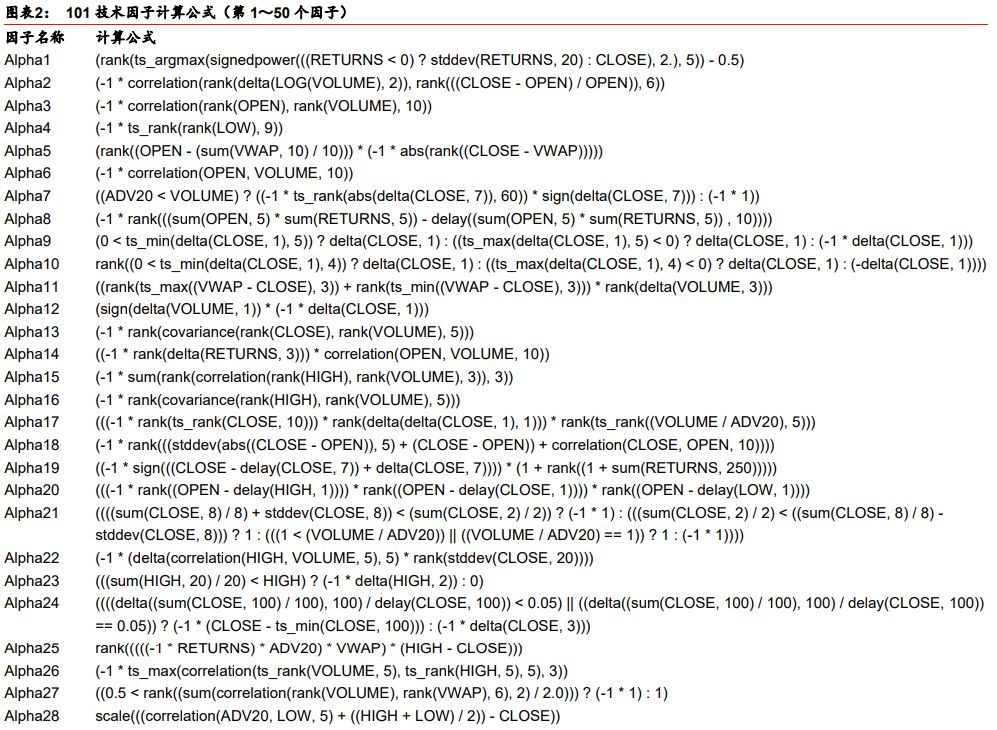 图表2： 101 技术因子计算公式（第 1～50 个因子）
因子名称 计算公式
Alpha1 (rank(ts_argmax(signedpower(((RETURNS < 0) ? stddev(RETURNS, 20) : CLOSE), 2.), 5)) - 0.5)
Alpha2 (-1 * correlation(rank(delta(LOG(VOLUME), 2)), rank(((CLOSE - OPEN) / OPEN)), 6))
Alpha3 (-1 * correlation(rank(OPEN), rank(VOLUME), 10))
Alpha4 (-1 * ts_rank(rank(LOW), 9))
Alpha5 (rank((OPEN - (sum(VWAP, 10) / 10))) * (-1 * abs(rank((CLOSE - VWAP)))))
Alpha6 (-1 * correlation(OPEN, VOLUME, 10))
Alpha7 ((ADV20 < VOLUME) ? ((-1 * ts_rank(abs(delta(CLOSE, 7)), 60)) * sign(delta(CLOSE, 7))) : (-1 * 1))
Alpha8 (-1 * rank(((sum(OPEN, 5) * sum(RETURNS, 5)) - delay((sum(OPEN, 5) * sum(RETURNS, 5)) , 10))))
Alpha9 (0 < ts_min(delta(CLOSE, 1), 5)) ? delta(CLOSE, 1) : ((ts_max(delta(CLOSE, 1), 5) < 0) ? delta(CLOSE, 1) : (-1 * delta(CLOSE, 1)))
Alpha10 rank((0 < ts_min(delta(CLOSE, 1), 4)) ? delta(CLOSE, 1) : ((ts_max(delta(CLOSE, 1), 4) < 0) ? delta(CLOSE, 1) : (-delta(CLOSE, 1))))
Alpha11 ((rank(ts_max((VWAP - CLOSE), 3)) + rank(ts_min((VWAP - CLOSE), 3))) * rank(delta(VOLUME, 3)))
Alpha12 (sign(delta(VOLUME, 1)) * (-1 * delta(CLOSE, 1)))
Alpha13 (-1 * rank(covariance(rank(CLOSE), rank(VOLUME), 5)))
Alpha14 ((-1 * rank(delta(RETURNS, 3))) * correlation(OPEN, VOLUME, 10))
Alpha15 (-1 * sum(rank(correlation(rank(HIGH), rank(VOLUME), 3)), 3))
Alpha16 (-1 * rank(covariance(rank(HIGH), rank(VOLUME), 5)))
Alpha17 (((-1 * rank(ts_rank(CLOSE, 10))) * rank(delta(delta(CLOSE, 1), 1))) * rank(ts_rank((VOLUME / ADV20), 5)))
Alpha18 (-1 * rank(((stddev(abs((CLOSE - OPEN)), 5) + (CLOSE - OPEN)) + correlation(CLOSE, OPEN, 10))))
Alpha19 ((-1 * sign(((CLOSE - delay(CLOSE, 7)) + delta(CLOSE, 7)))) * (1 + rank((1 + sum(RETURNS, 250)))))
Alpha20 (((-1 * rank((OPEN - delay(HIGH, 1)))) * rank((OPEN - delay(CLOSE, 1)))) * rank((OPEN - delay(LOW, 1))))
Alpha21 ((((sum(CLOSE, 8) / 8) + stddev(CLOSE, 8)) < (sum(CLOSE, 2) / 2)) ? (-1 * 1) : (((sum(CLOSE, 2) / 2) < ((sum(CLOSE, 8) / 8) -
stddev(CLOSE, 8))) ? 1 : (((1 < (VOLUME / ADV20)) || ((VOLUME / ADV20) == 1)) ? 1 : (-1 * 1))))
Alpha22 (-1 * (delta(correlation(HIGH, VOLUME, 5), 5) * rank(stddev(CLOSE, 20))))
Alpha23 (((sum(HIGH, 20) / 20) < HIGH) ? (-1 * delta(HIGH, 2)) : 0)
Alpha24 ((((delta((sum(CLOSE, 100) / 100), 100) / delay(CLOSE, 100)) < 0.05) || ((delta((sum(CLOSE, 100) / 100), 100) / delay(CLOSE, 100))
== 0.05)) ? (-1 * (CLOSE - ts_min(CLOSE, 100))) : (-1 * delta(CLOSE, 3)))
Alpha25 rank(((((-1 * RETURNS) * ADV20) * VWAP) * (HIGH - CLOSE)))
Alpha26 (-1 * ts_max(correlation(ts_rank(VOLUME, 5), ts_rank(HIGH, 5), 5), 3))
Alpha27 ((0.5 < rank((sum(correlation(rank(VOLUME), rank(VWAP), 6), 2) / 2.0))) ? (-1 * 1) : 1)
Alpha28 scale(((correlation(ADV20, LOW, 5) + ((HIGH + LOW) / 2)) - CLOSE))